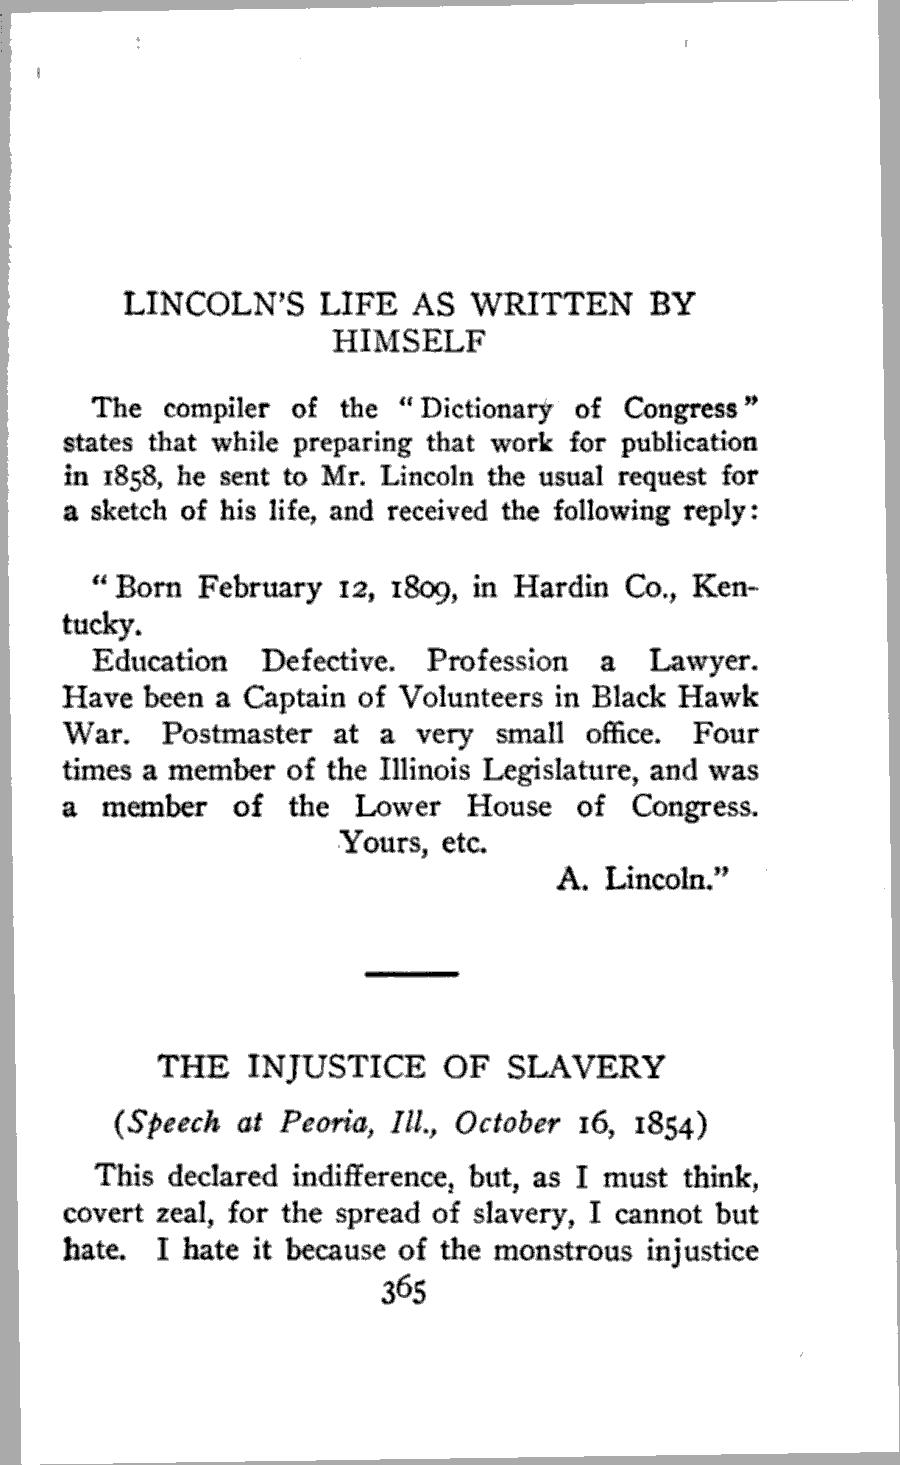 LINCOLN'S LIFE AS WRITTEN BY
HIMSELF
The compiler of the "Dictionary of Congress"
states that while preparing that work for publication
in 1858, he sent to Mr. Lincoln the usual request for
a sketch of his life, and received the following reply:
"Born February 12, 1809, in Hardin Co., Ken-
tucky.
Education Defective. Profession a Lawyer.
Have been a Captain of Volunteers in Black Hawk
War. Postmaster at a very small office. Four
times a member of the Illinois Legislature, and was
a member of the Lower House of Congress.
Yours, etc.
A. Lincoln."
THE INJUSTICE OF SLAVERY
(Speech at Peoria, Ill., October 16, 1854)
This declared indifference, but, as I must think,
covert zeal, for the spread of slavery, I cannot but
hate. I hate it because of the monstrous injustice
365